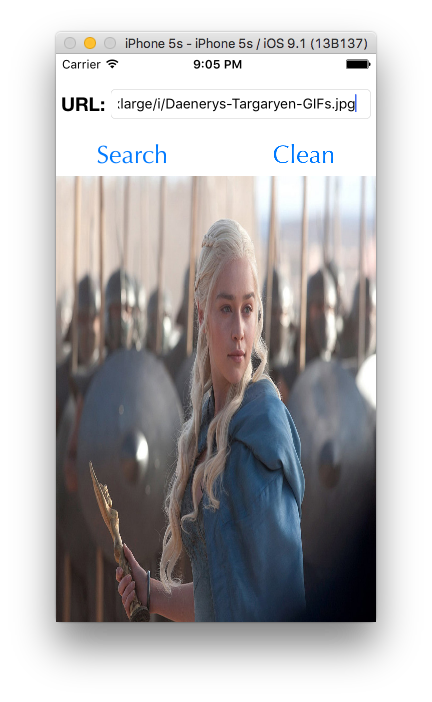 iPhone 5s - iPhone 5s / iOS 9.1 (13B137)
Carrier 9:05 PM
URL: :large/i/Daenerys-Targaryen-GIFs.jpg
Search Clean